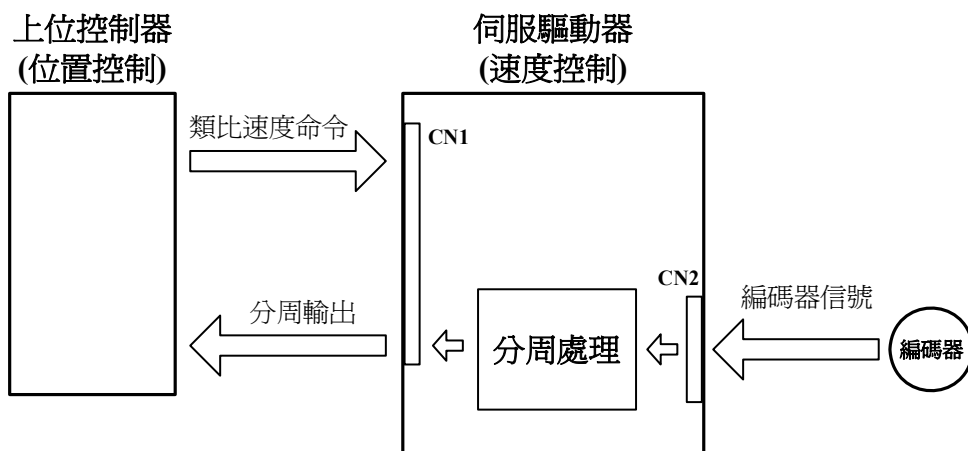 上位控制器
(位置控制)
伺服驅動器
(速度控制)
類比速度命令
CN1
分周輸出
分周處理
CN2
編碼器信號
編碼器